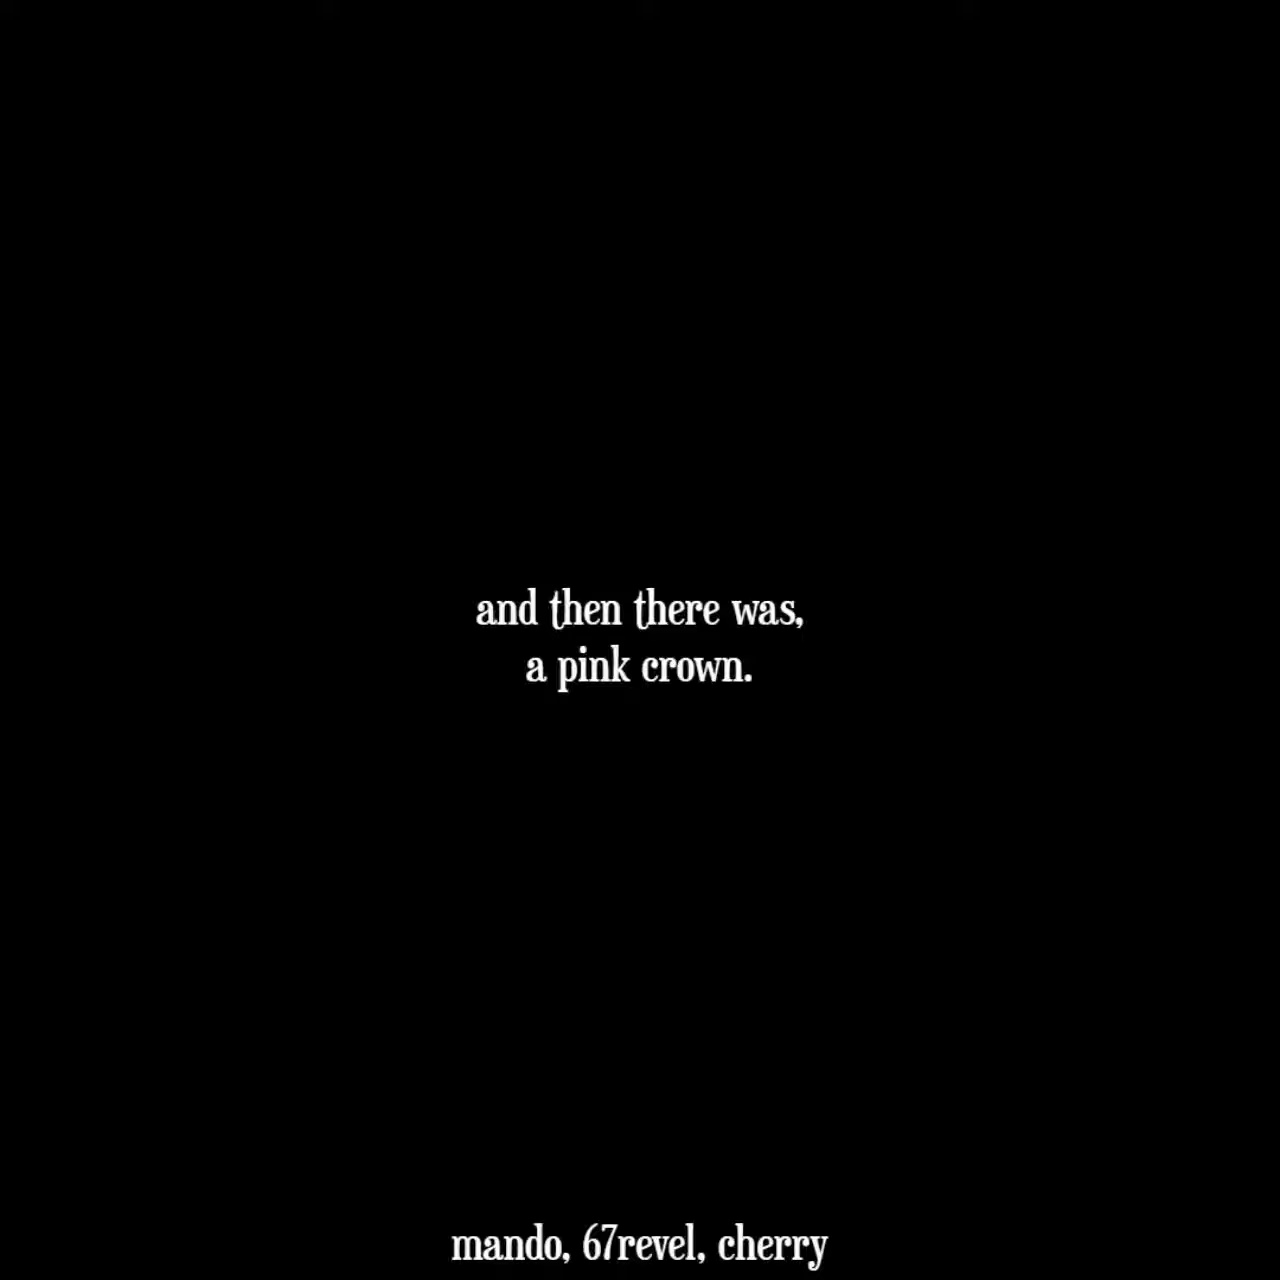 and then there was,
a pink crown.
mando, 67revel, cherry